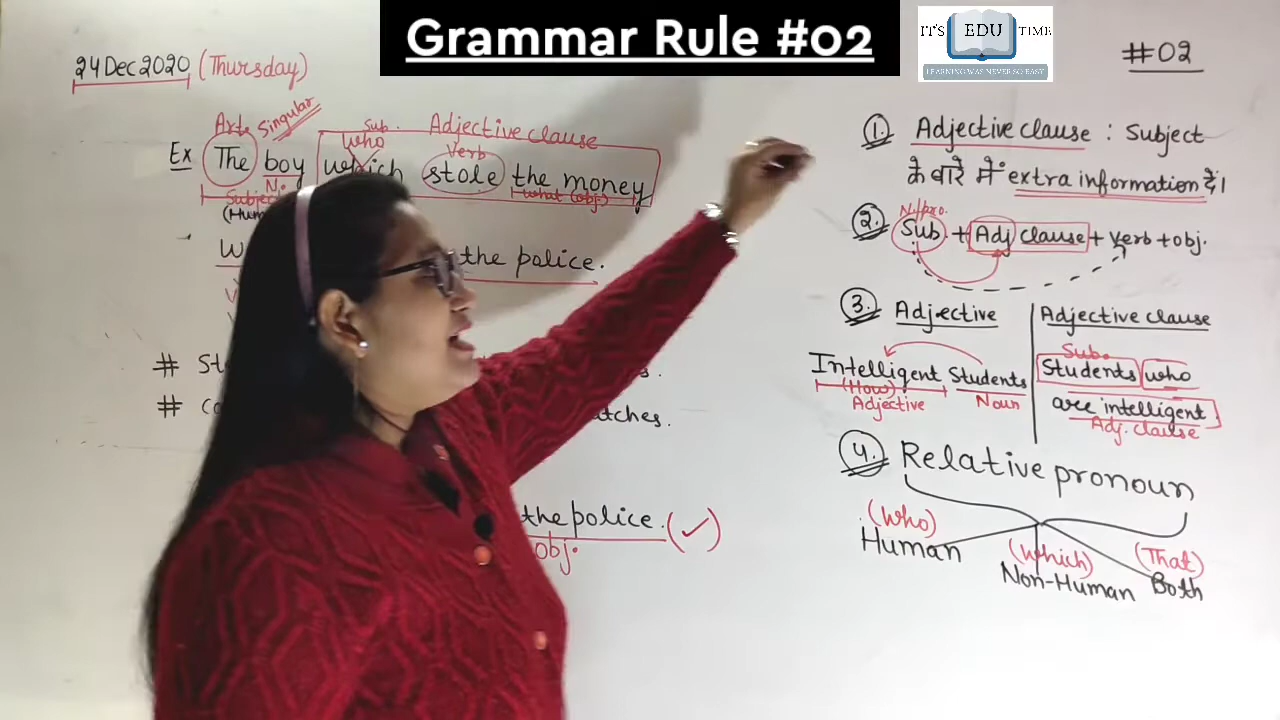 Grammar Rule #02
IT'S EDU TIME
LEARNING WAS NEVER SO EASY
#02
24 Dec 2020 (Thursday)
Art. Singular Sub. Adjective clause
who Verb
Ex The boy which stole the money
N. what (obj.)
Subject
the police.
#
#
the police. (✓)
obj.
1. Adjective clause : Subject
के बारे में extra information दे।
N/pro.
2. Sub + Adj clause + verb + obj.
3. Adjective
Intelligent Students
(How) Noun
Adjective
Adjective clause
Sub.
Students who
are intelligent
Adj. clause
4. Relative pronoun
(Who) (Which) (That)
Human Non-Human Both